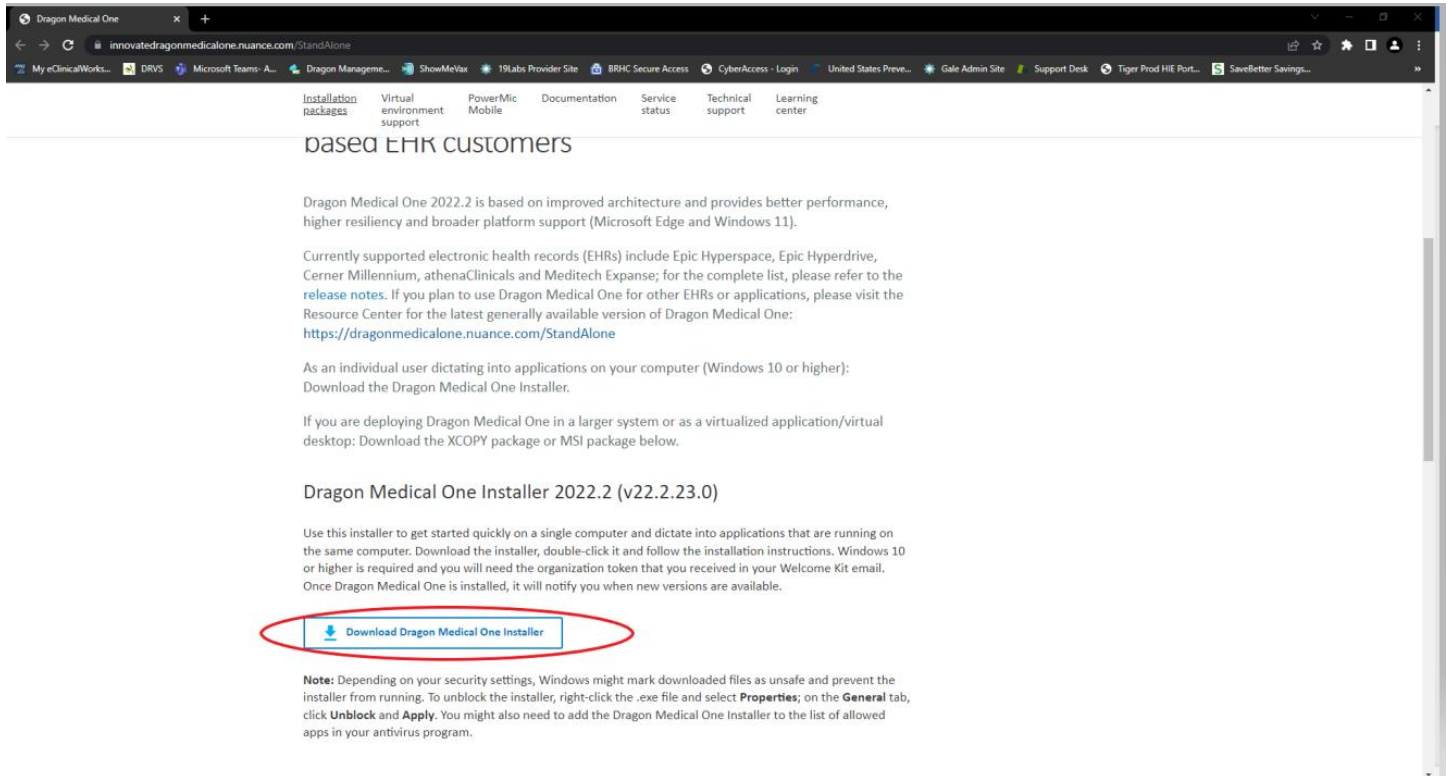 Dragon Medical One
innovatedragonmedicalone.nuance.com/StandAlone
My eClinicalWorks... DRVS Microsoft Teams- A... Dragon Manageme... ShowMeVax 19Labs Provider Site BRHC Secure Access CyberAccess - Login United States Preve... Gale Admin Site Support Desk Tiger Prod HIE Port... SaveBetter Savings... »
Installation packages
Virtual environment support
PowerMic Mobile
Documentation
Service status
Technical support
Learning center
based EHR customers
Dragon Medical One 2022.2 is based on improved architecture and provides better performance,
higher resiliency and broader platform support (Microsoft Edge and Windows 11).
Currently supported electronic health records (EHRs) include Epic Hyperspace, Epic Hyperdrive,
Cerner Millennium, athenaClinicals and Meditech Expanse; for the complete list, please refer to the
release notes. If you plan to use Dragon Medical One for other EHRs or applications, please visit the
Resource Center for the latest generally available version of Dragon Medical One:
https://dragonmedicalone.nuance.com/StandAlone
As an individual user dictating into applications on your computer (Windows 10 or higher):
Download the Dragon Medical One Installer.
If you are deploying Dragon Medical One in a larger system or as a virtualized application/virtual
desktop: Download the XCOPY package or MSI package below.
Dragon Medical One Installer 2022.2 (v22.2.23.0)
Use this installer to get started quickly on a single computer and dictate into applications that are running on
the same computer. Download the installer, double-click it and follow the installation instructions. Windows 10
or higher is required and you will need the organization token that you received in your Welcome Kit email.
Once Dragon Medical One is installed, it will notify you when new versions are available.
Download Dragon Medical One Installer
Note: Depending on your security settings, Windows might mark downloaded files as unsafe and prevent the
installer from running. To unblock the installer, right-click the .exe file and select Properties; on the General tab,
click Unblock and Apply. You might also need to add the Dragon Medical One Installer to the list of allowed
apps in your antivirus program.